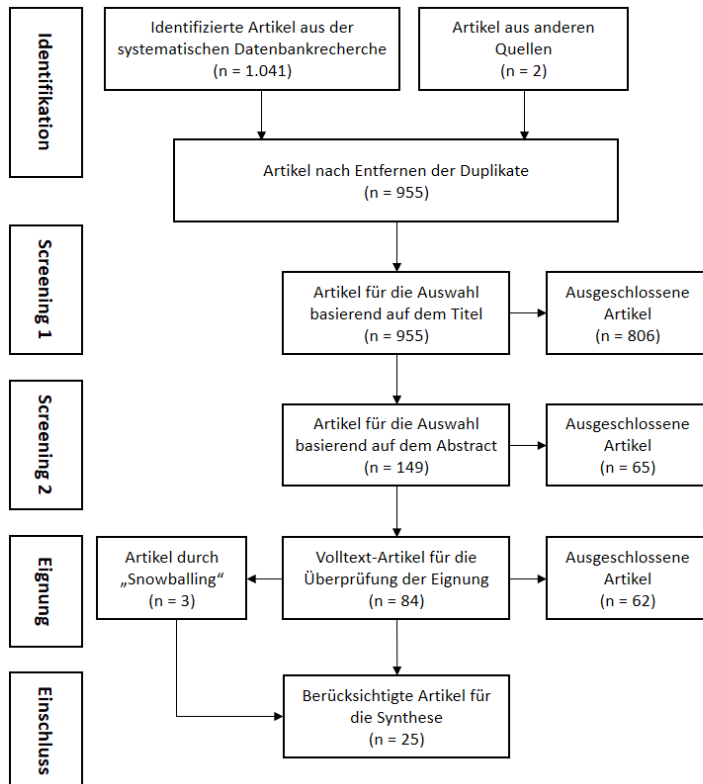 Identifikation
Identifizierte Artikel aus der
systematischen Datenbankrecherche
(n = 1.041)
Artikel aus anderen
Quellen
(n = 2)
Artikel nach Entfernen der Duplikate
(n = 955)
Screening 1
Artikel für die Auswahl
basierend auf dem Titel
(n = 955)
Ausgeschlossene
Artikel
(n = 806)
Screening 2
Artikel für die Auswahl
basierend auf dem Abstract
(n = 149)
Ausgeschlossene
Artikel
(n = 65)
Eignung
Artikel durch
„Snowballing“
(n = 3)
Volltext-Artikel für die
Überprüfung der Eignung
(n = 84)
Ausgeschlossene
Artikel
(n = 62)
Einschluss
Berücksichtigte Artikel für
die Synthese
(n = 25)